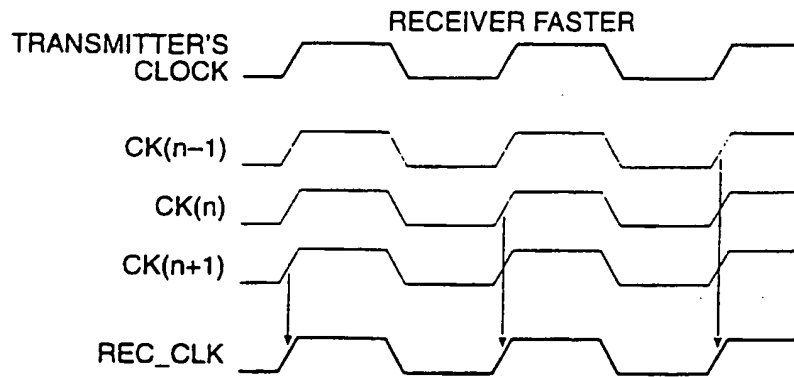 RECEIVER FASTER
TRANSMITTER'S
CLOCK
CK(n–1)
CK(n)
CK(n+1)
REC_CLK